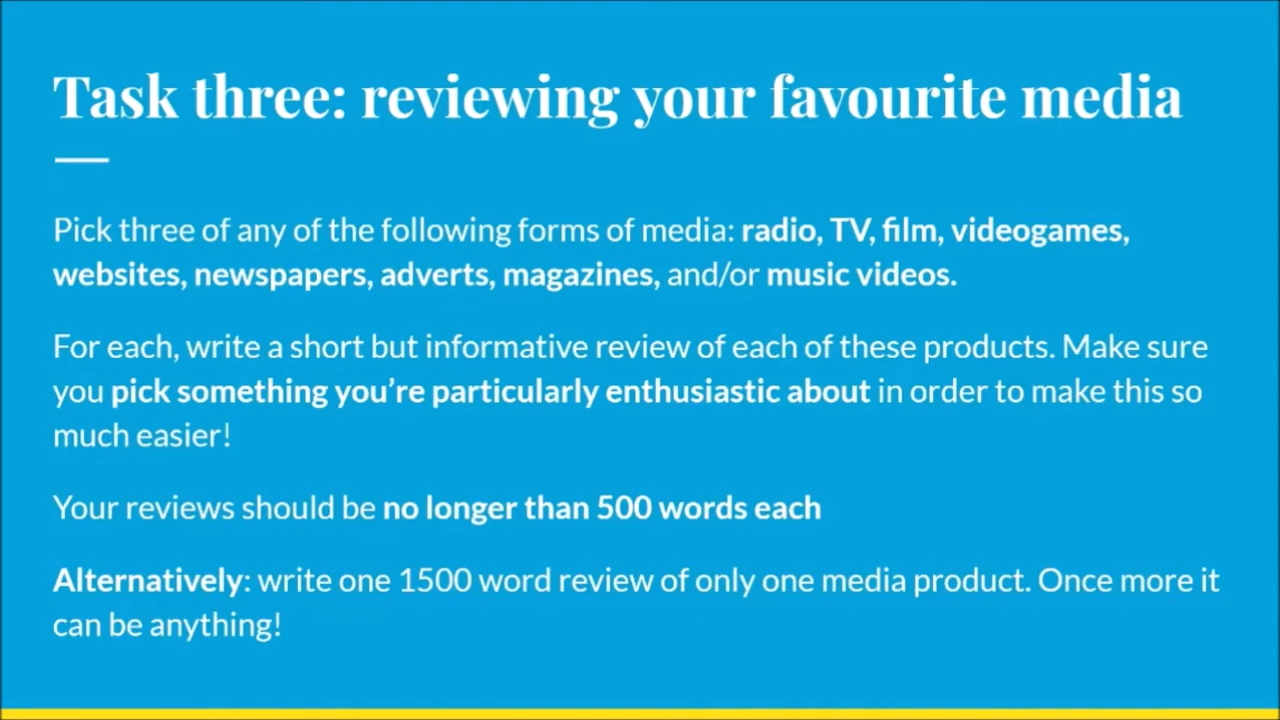 Task three: reviewing your favourite media
Pick three of any of the following forms of media: radio, TV, film, videogames,
websites, newspapers, adverts, magazines, and/or music videos.
For each, write a short but informative review of each of these products. Make sure
you pick something you’re particularly enthusiastic about in order to make this so
much easier!
Your reviews should be no longer than 500 words each
Alternatively: write one 1500 word review of only one media product. Once more it
can be anything!